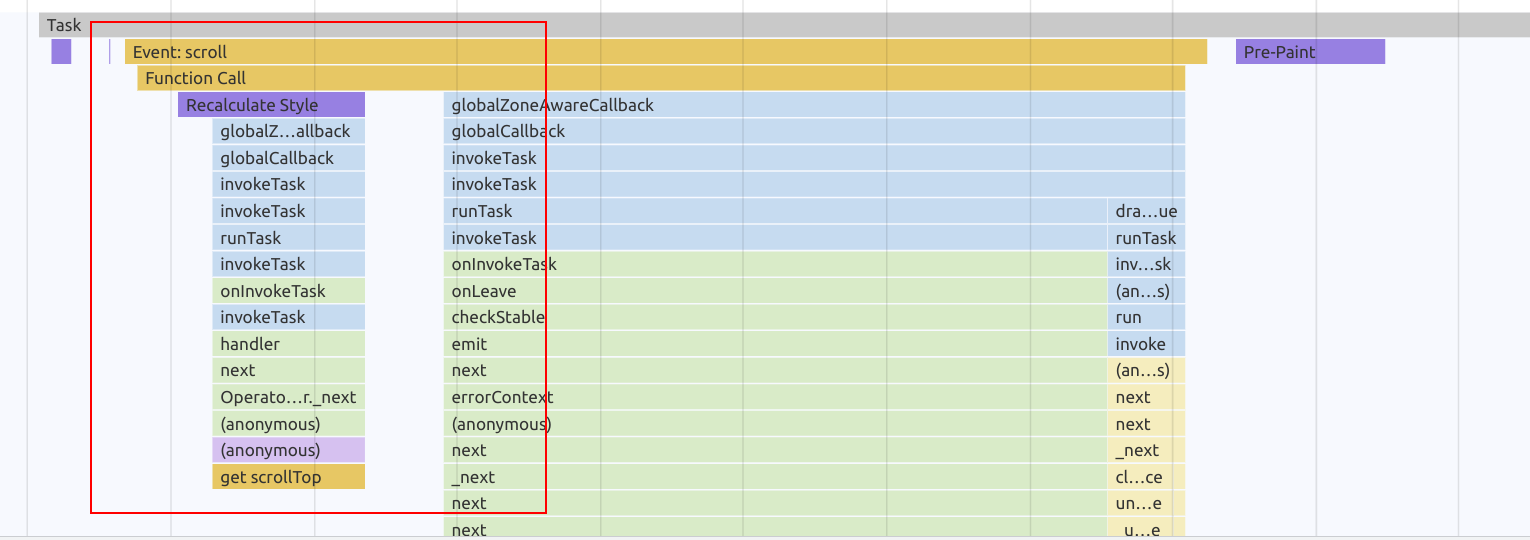 Task
Event: scroll
Pre-Paint
Function Call
Recalculate Style
globalZoneAwareCallback
globalZ…allback
globalCallback
globalCallback
invokeTask
invokeTask
invokeTask
invokeTask
invokeTask
runTask
dra…ue
runTask
invokeTask
runTask
invokeTask
onInvokeTask
inv…sk
onInvokeTask
onLeave
(an…s)
invokeTask
checkStable
run
handler
emit
invoke
next
next
(an…s)
Operato…r._next
errorContext
next
(anonymous)
(anonymous)
next
(anonymous)
next
_next
get scrollTop
_next
cl…ce
next
un…e
next
_u…e